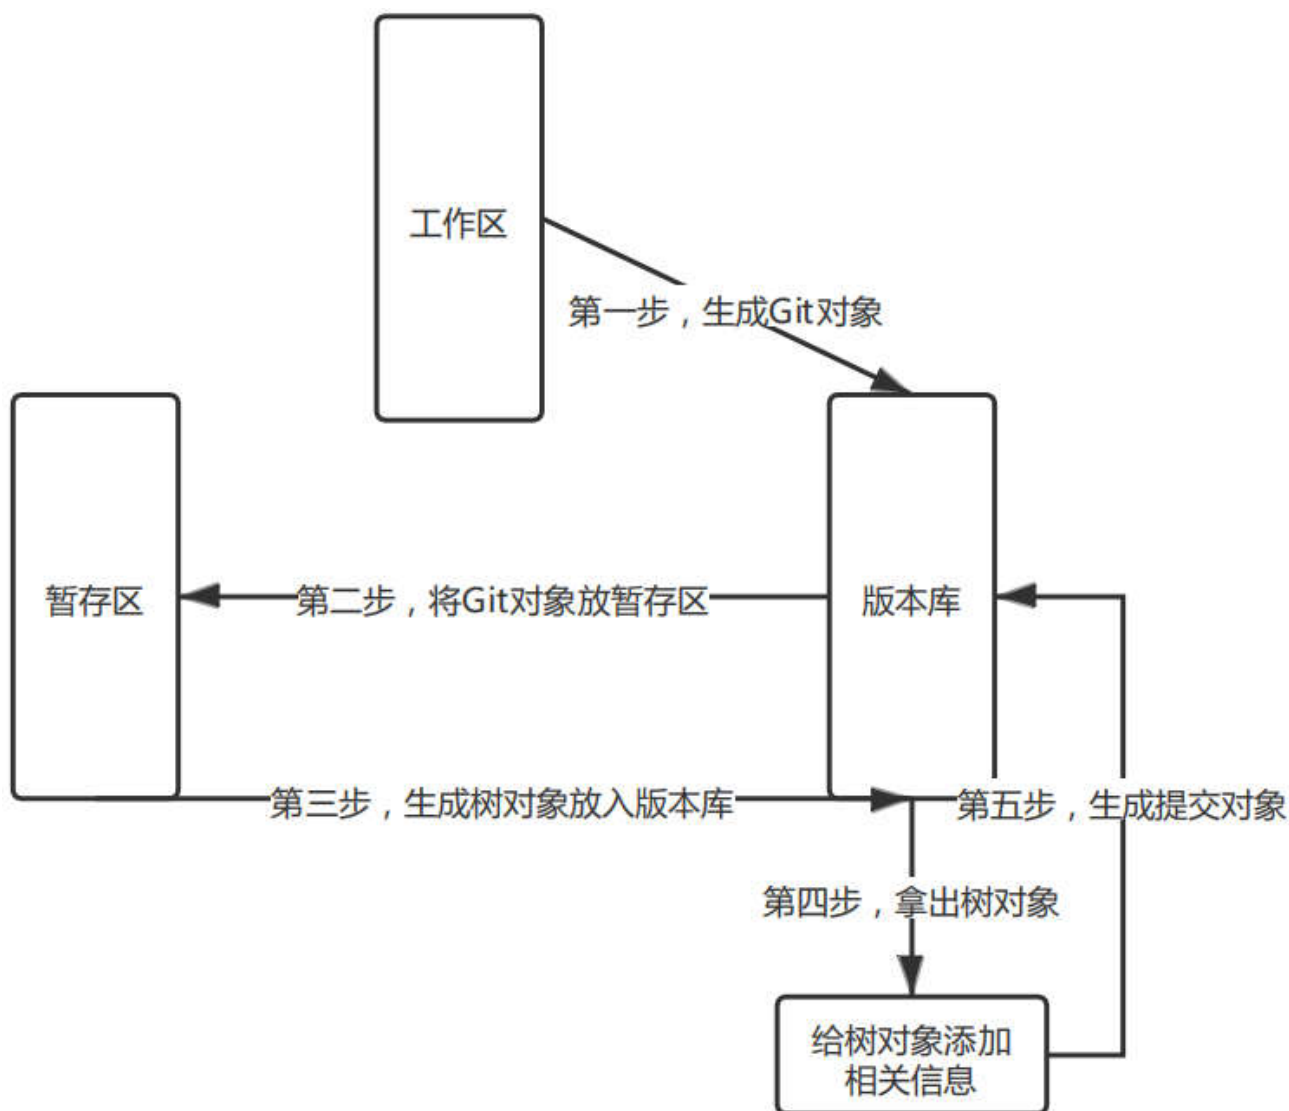 工作区
第一步，生成Git对象
暂存区
第二步，将Git对象放暂存区
版本库
第三步，生成树对象放入版本库
第五步，生成提交对象
第四步，拿出树对象
给树对象添加
相关信息